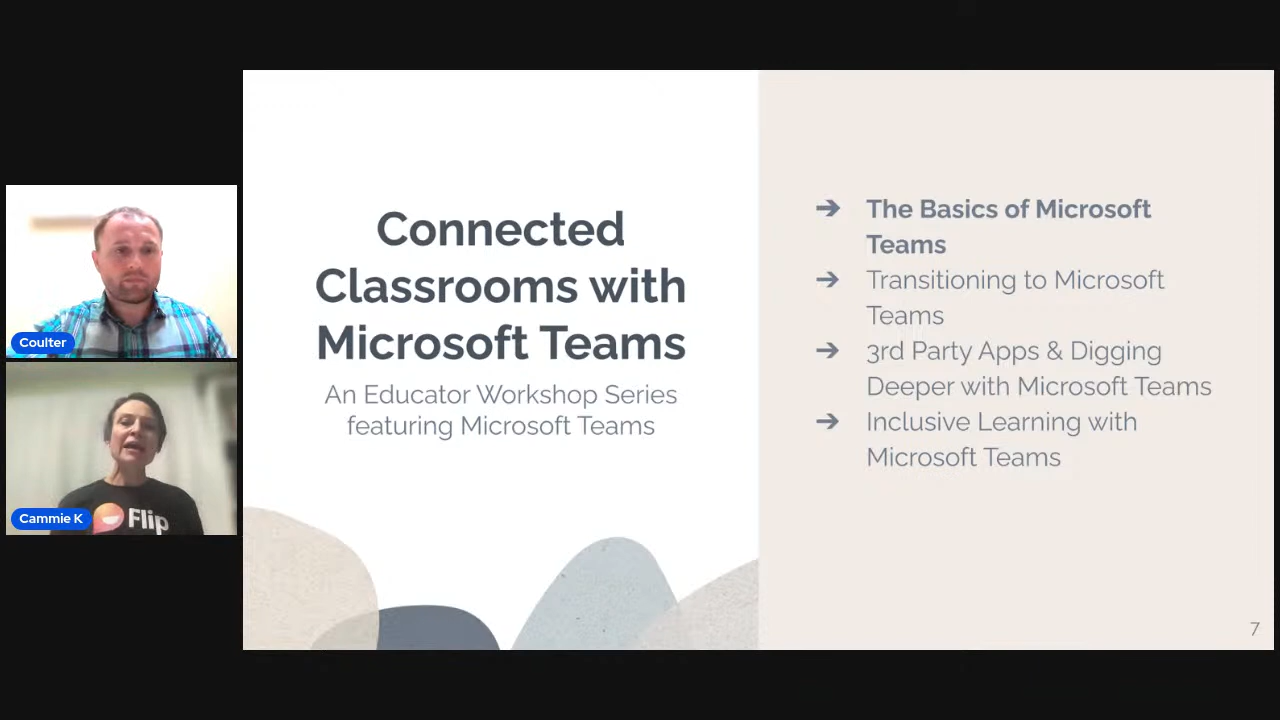 Connected
Classrooms with
Microsoft Teams
An Educator Workshop Series
featuring Microsoft Teams
➔ The Basics of Microsoft
Teams
➔ Transitioning to Microsoft
Teams
➔ 3rd Party Apps & Digging
Deeper with Microsoft Teams
➔ Inclusive Learning with
Microsoft Teams
7
Coulter
Flip
Cammie K